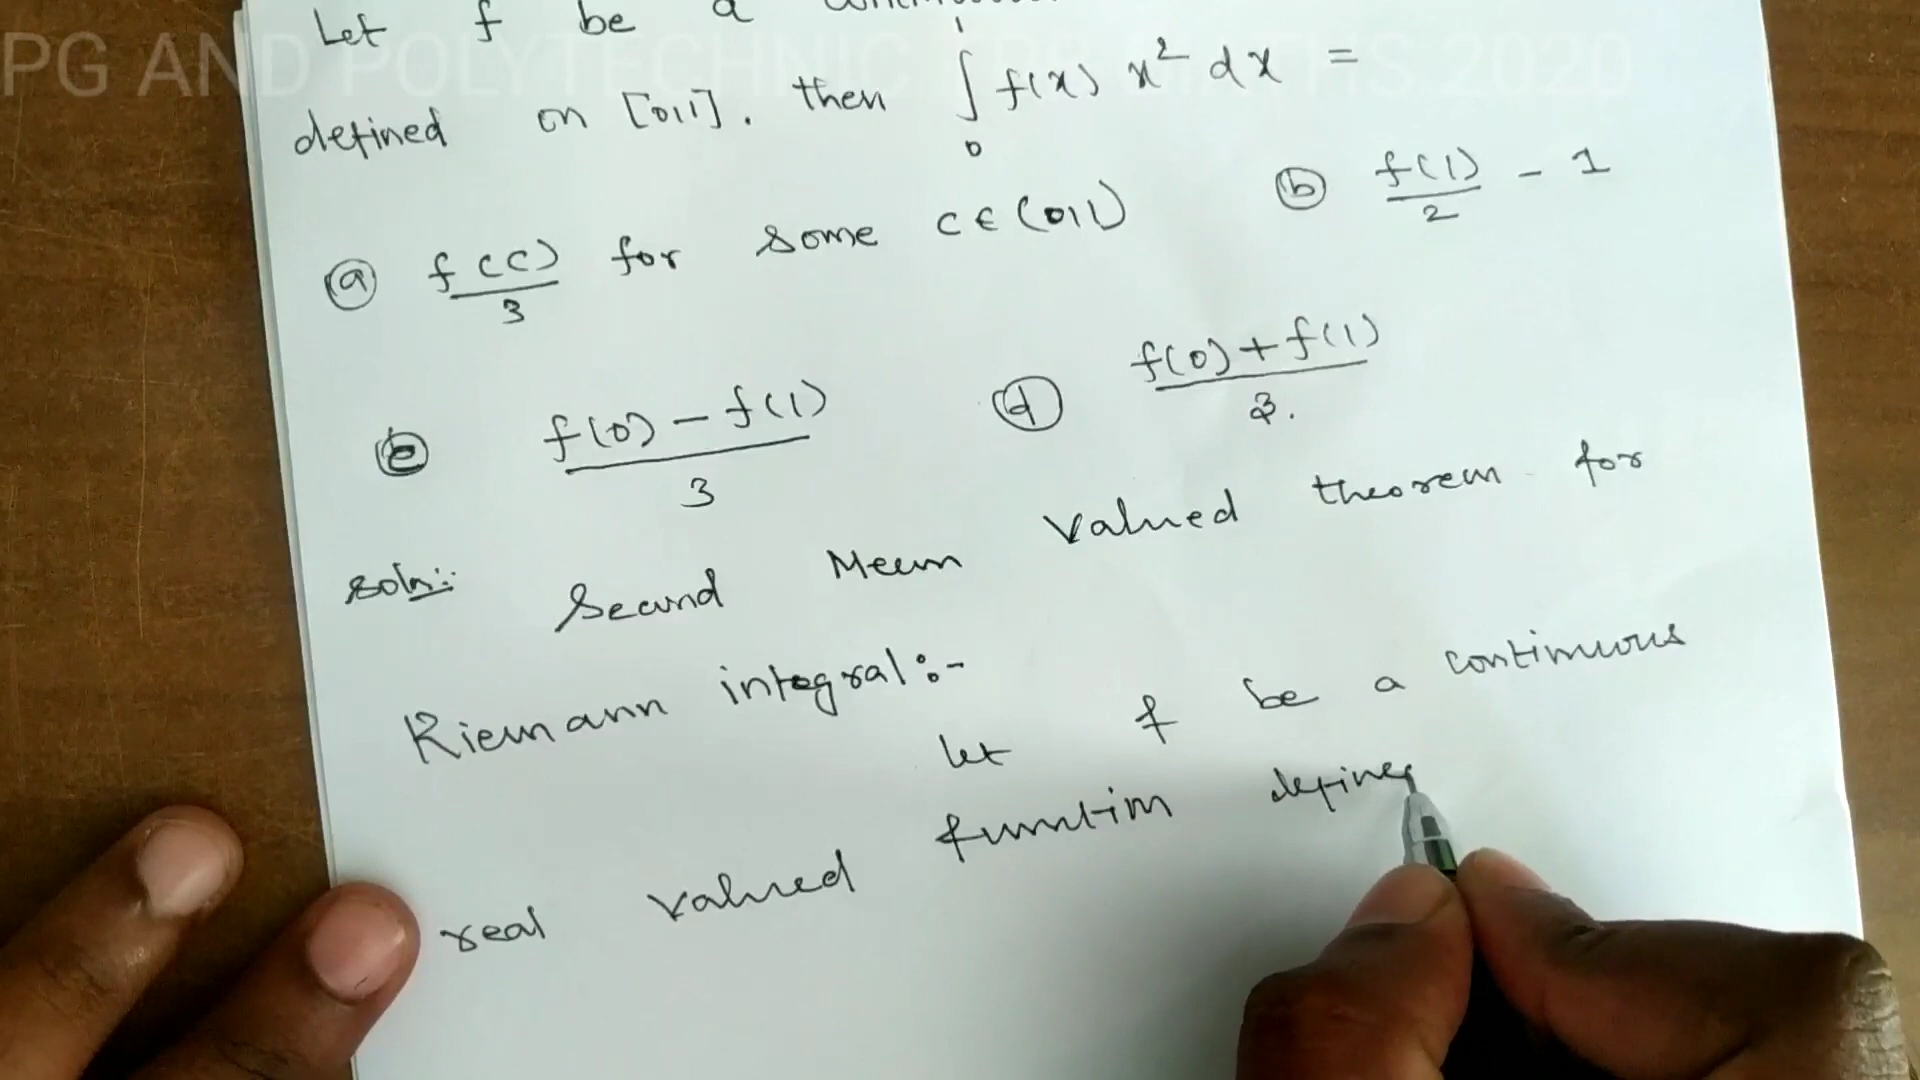 Let f be a
PG AND POLYTECHNIC TRB MATHS 2020
defined on [0,1]. then ∫₀¹ f(x) x² dx =
ⓐ f(c)/3 for some c ∈ (0,1) ⓑ f(1)/2 - 1
ⓒ f(0) - f(1)/3 ⓓ f(0) + f(1)/3.
Soln:- Second Mean Valued theorem for
Riemann integral:-
let f be a continuous
real valued function define